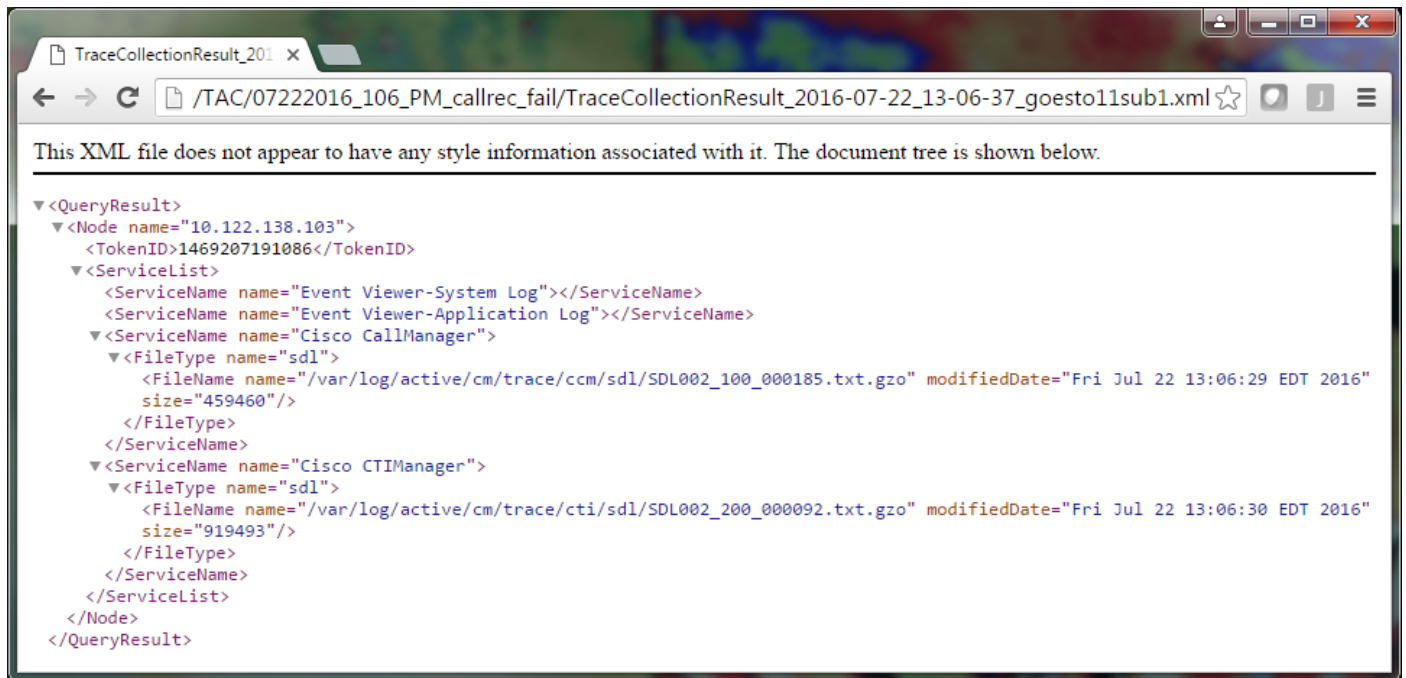 TraceCollectionResult_201
/TAC/07222016_106_PM_callrec_fail/TraceCollectionResult_2016-07-22_13-06-37_goesto11sub1.xml
J
This XML file does not appear to have any style information associated with it. The document tree is shown below.
▼<QueryResult>
▼<Node name="10.122.138.103">
<TokenID>1469207191086</TokenID>
▼<ServiceList>
<ServiceName name="Event Viewer-System Log"></ServiceName>
<ServiceName name="Event Viewer-Application Log"></ServiceName>
▼<ServiceName name="Cisco CallManager">
▼<FileType name="sdl">
<FileName name="/var/log/active/cm/trace/ccm/sdl/SDL002_100_000185.txt.gzo" modifiedDate="Fri Jul 22 13:06:29 EDT 2016"
size="459460"/>
</FileType>
</ServiceName>
▼<ServiceName name="Cisco CTIManager">
▼<FileType name="sdl">
<FileName name="/var/log/active/cm/trace/cti/sdl/SDL002_200_000092.txt.gzo" modifiedDate="Fri Jul 22 13:06:30 EDT 2016"
size="919493"/>
</FileType>
</ServiceName>
</ServiceList>
</Node>
</QueryResult>